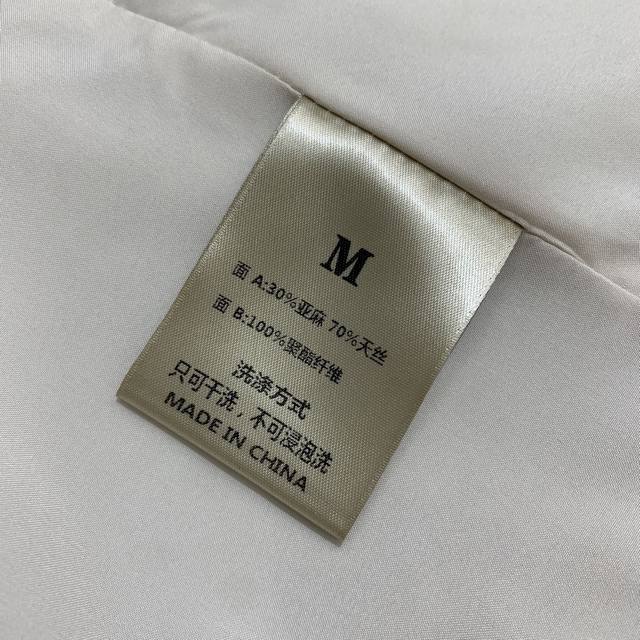 M
面 A:30%亚麻 70%天丝
面 B:100%聚酯纤维
洗涤方式
只可干洗，不可浸泡洗
MADE IN CHINA